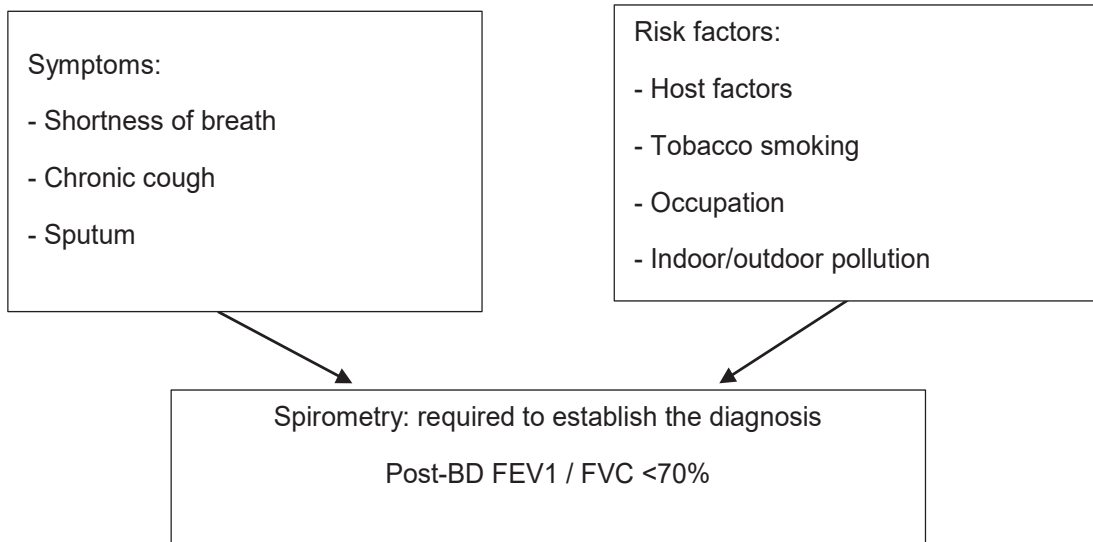 Symptoms:
- Shortness of breath
- Chronic cough
- Sputum
Risk factors:
- Host factors
- Tobacco smoking
- Occupation
- Indoor/outdoor pollution
Spirometry: required to establish the diagnosis
Post-BD FEV1 / FVC <70%